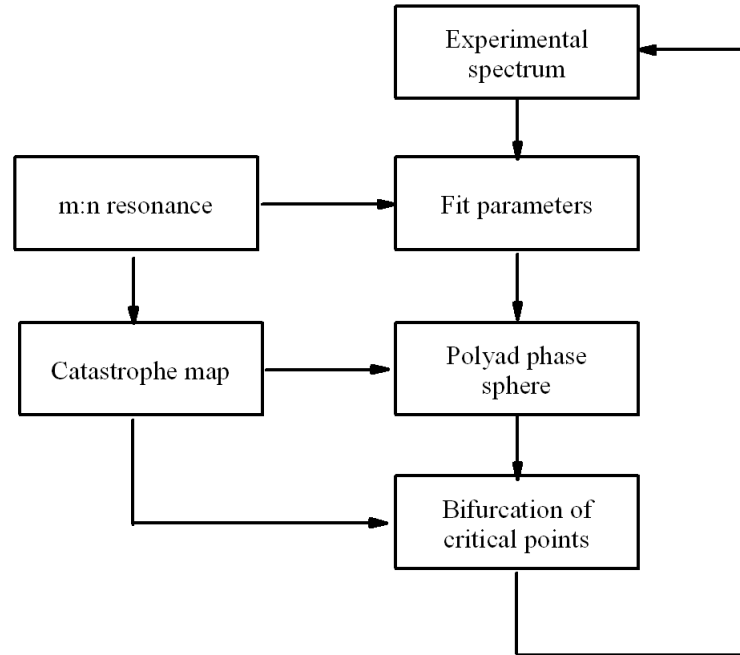 Experimental
spectrum
m:n resonance
Fit parameters
Catastrophe map
Polyad phase
sphere
Bifurcation of
critical points